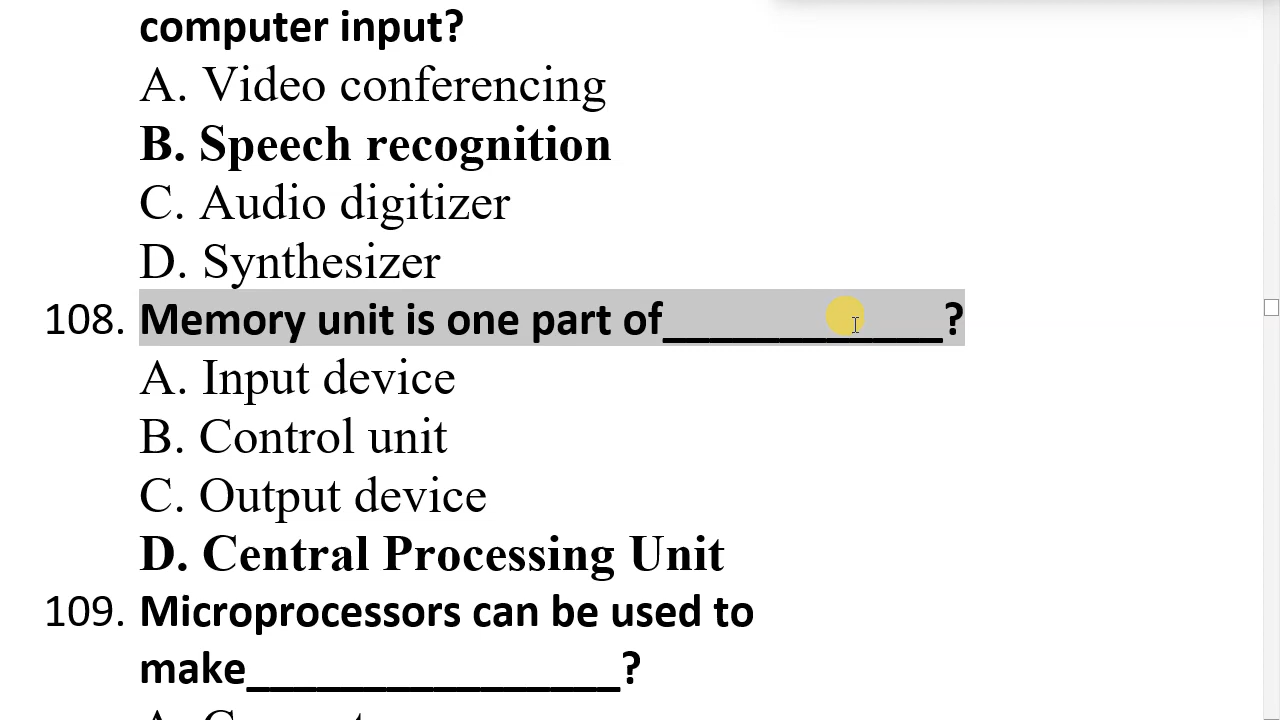 computer input?
A. Video conferencing
B. Speech recognition
C. Audio digitizer
D. Synthesizer
108. Memory unit is one part of____________?
A. Input device
B. Control unit
C. Output device
D. Central Processing Unit
109. Microprocessors can be used to
make________________?